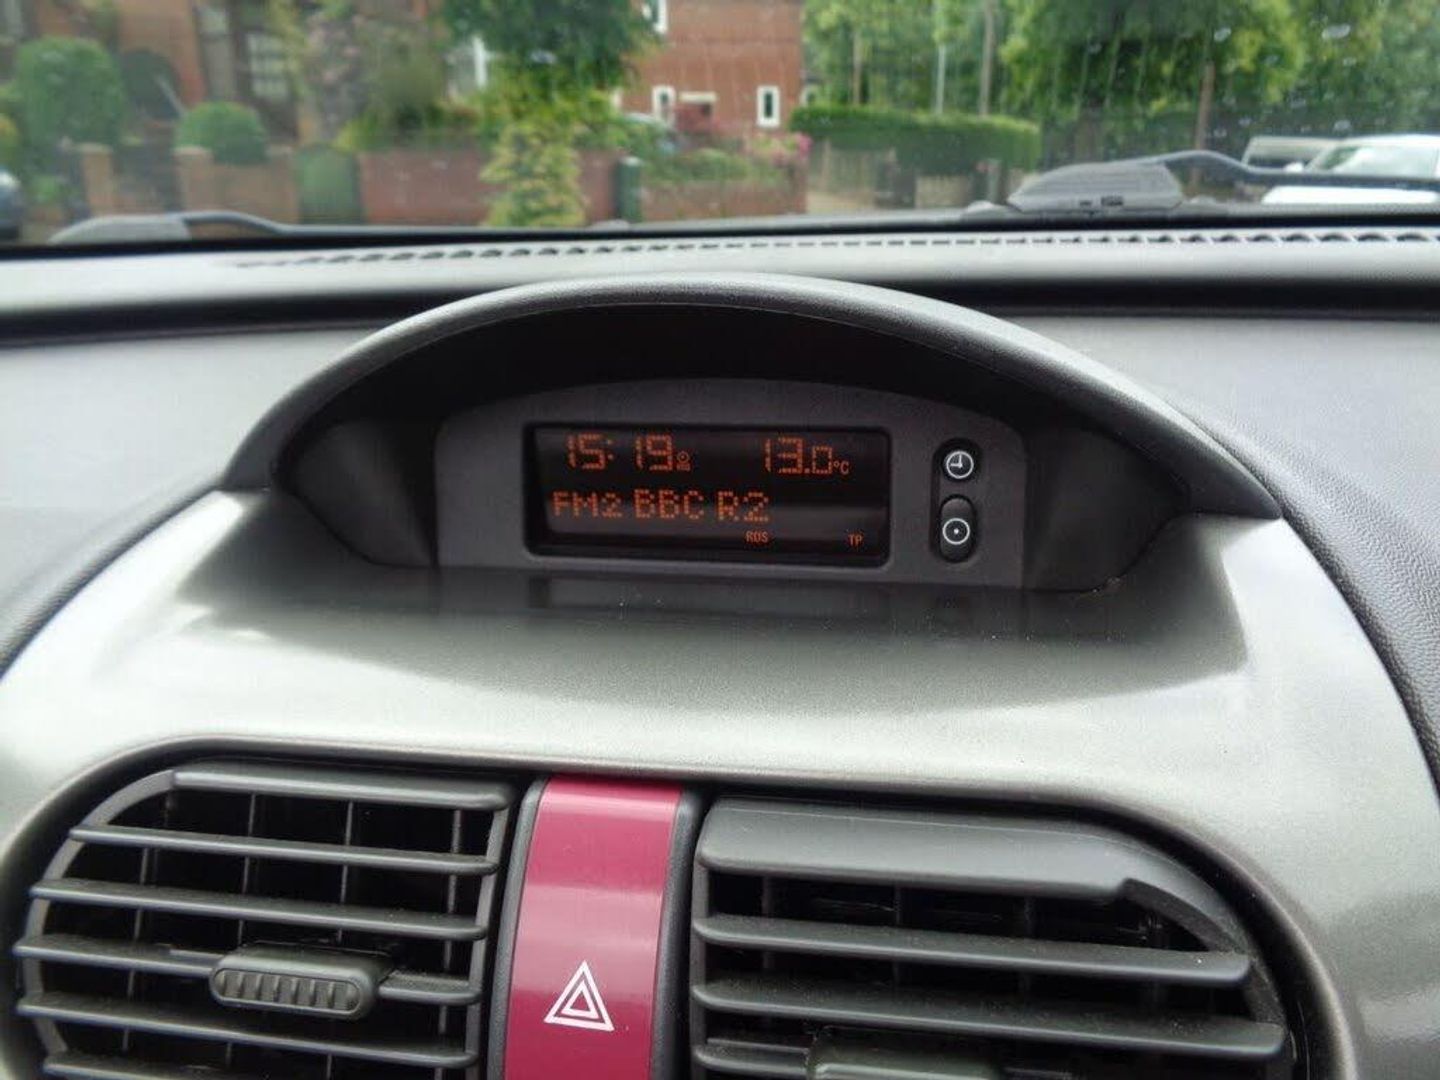 15:19 13.0°C
FM2 BBC R2
RDS TP